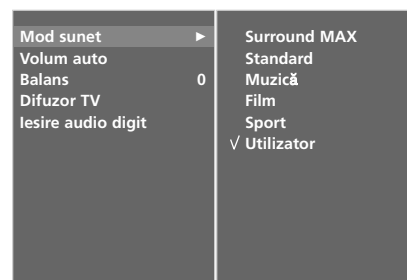 Mod sunet ►
Volum auto
Balans 0
Difuzor TV
Iesire audio digit
Surround MAX
Standard
Muzică
Film
Sport
√ Utilizator